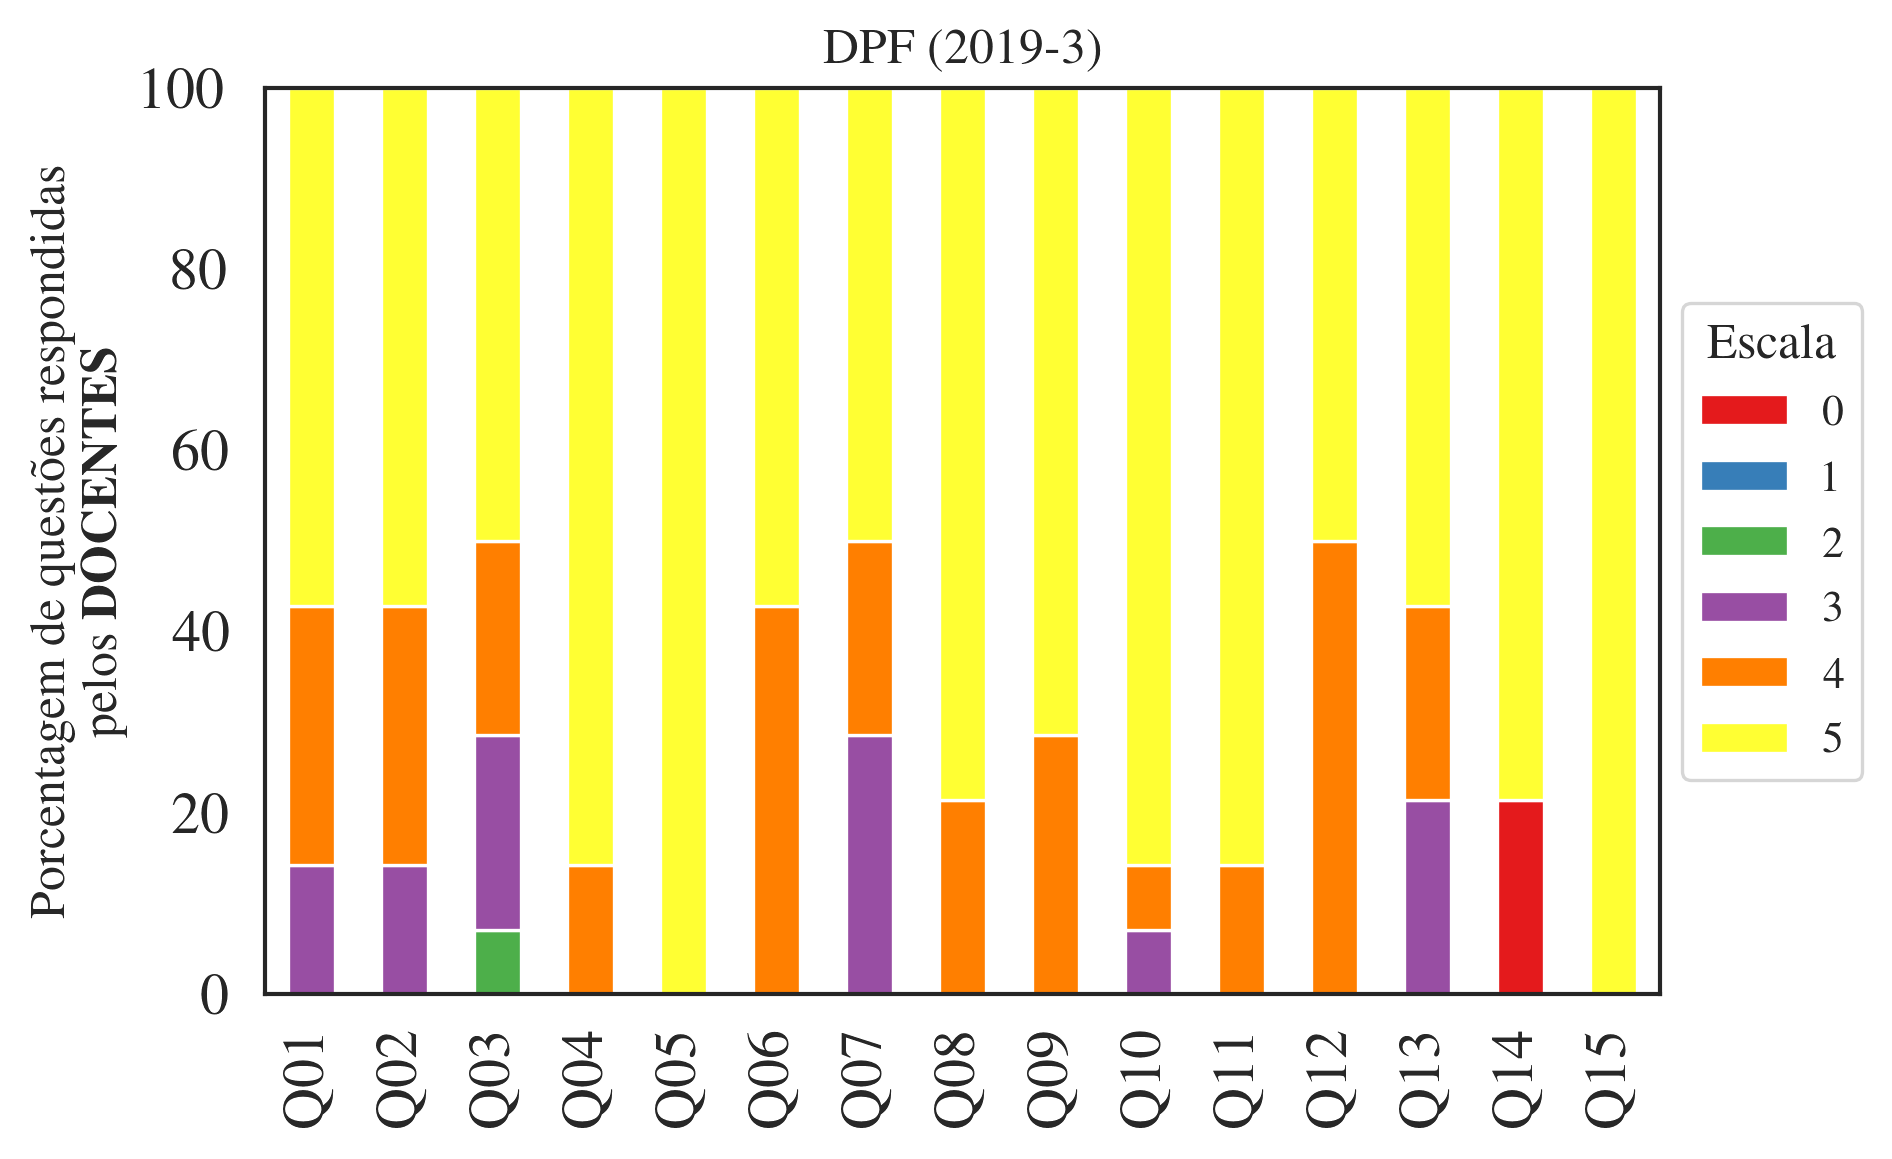 DPF (2019-3)
Porcentagem de questões respondidas
pelos DOCENTES
100
80
60
40
20
0
Q01
Q02
Q03
Q04
Q05
Q06
Q07
Q08
Q09
Q10
Q11
Q12
Q13
Q14
Q15
Escala
0
1
2
3
4
5